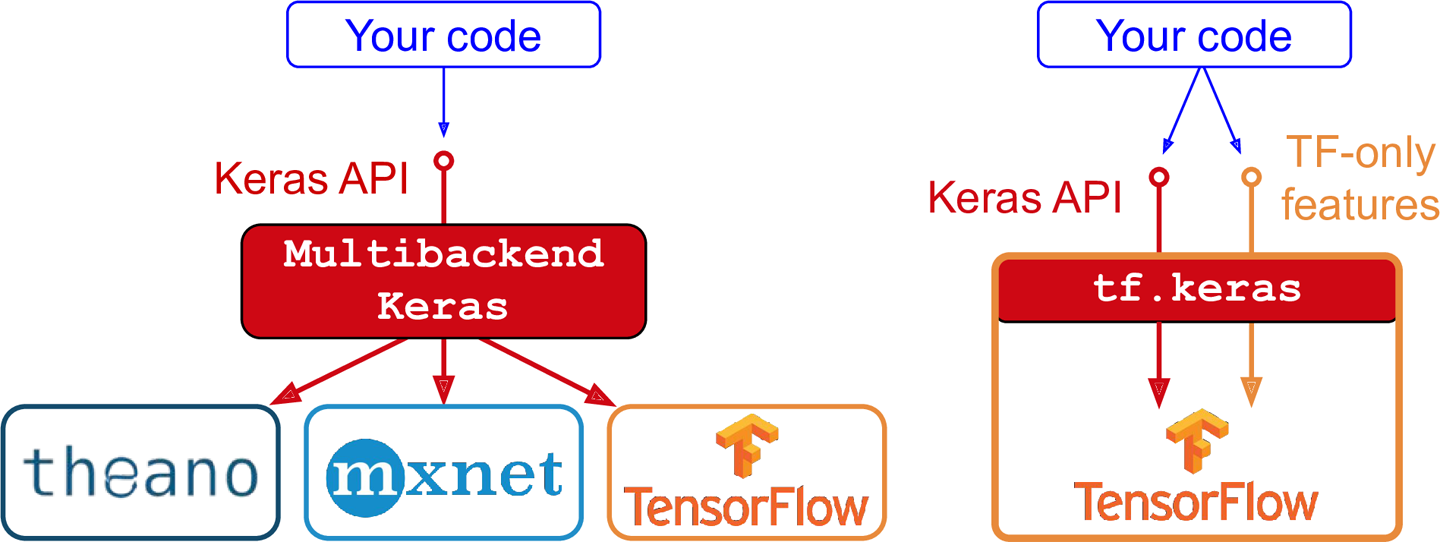 Your code
Keras API
Multibackend
Keras
theano
mxnet
TensorFlow
Your code
Keras API
TF-only
features
tf.keras
TensorFlow